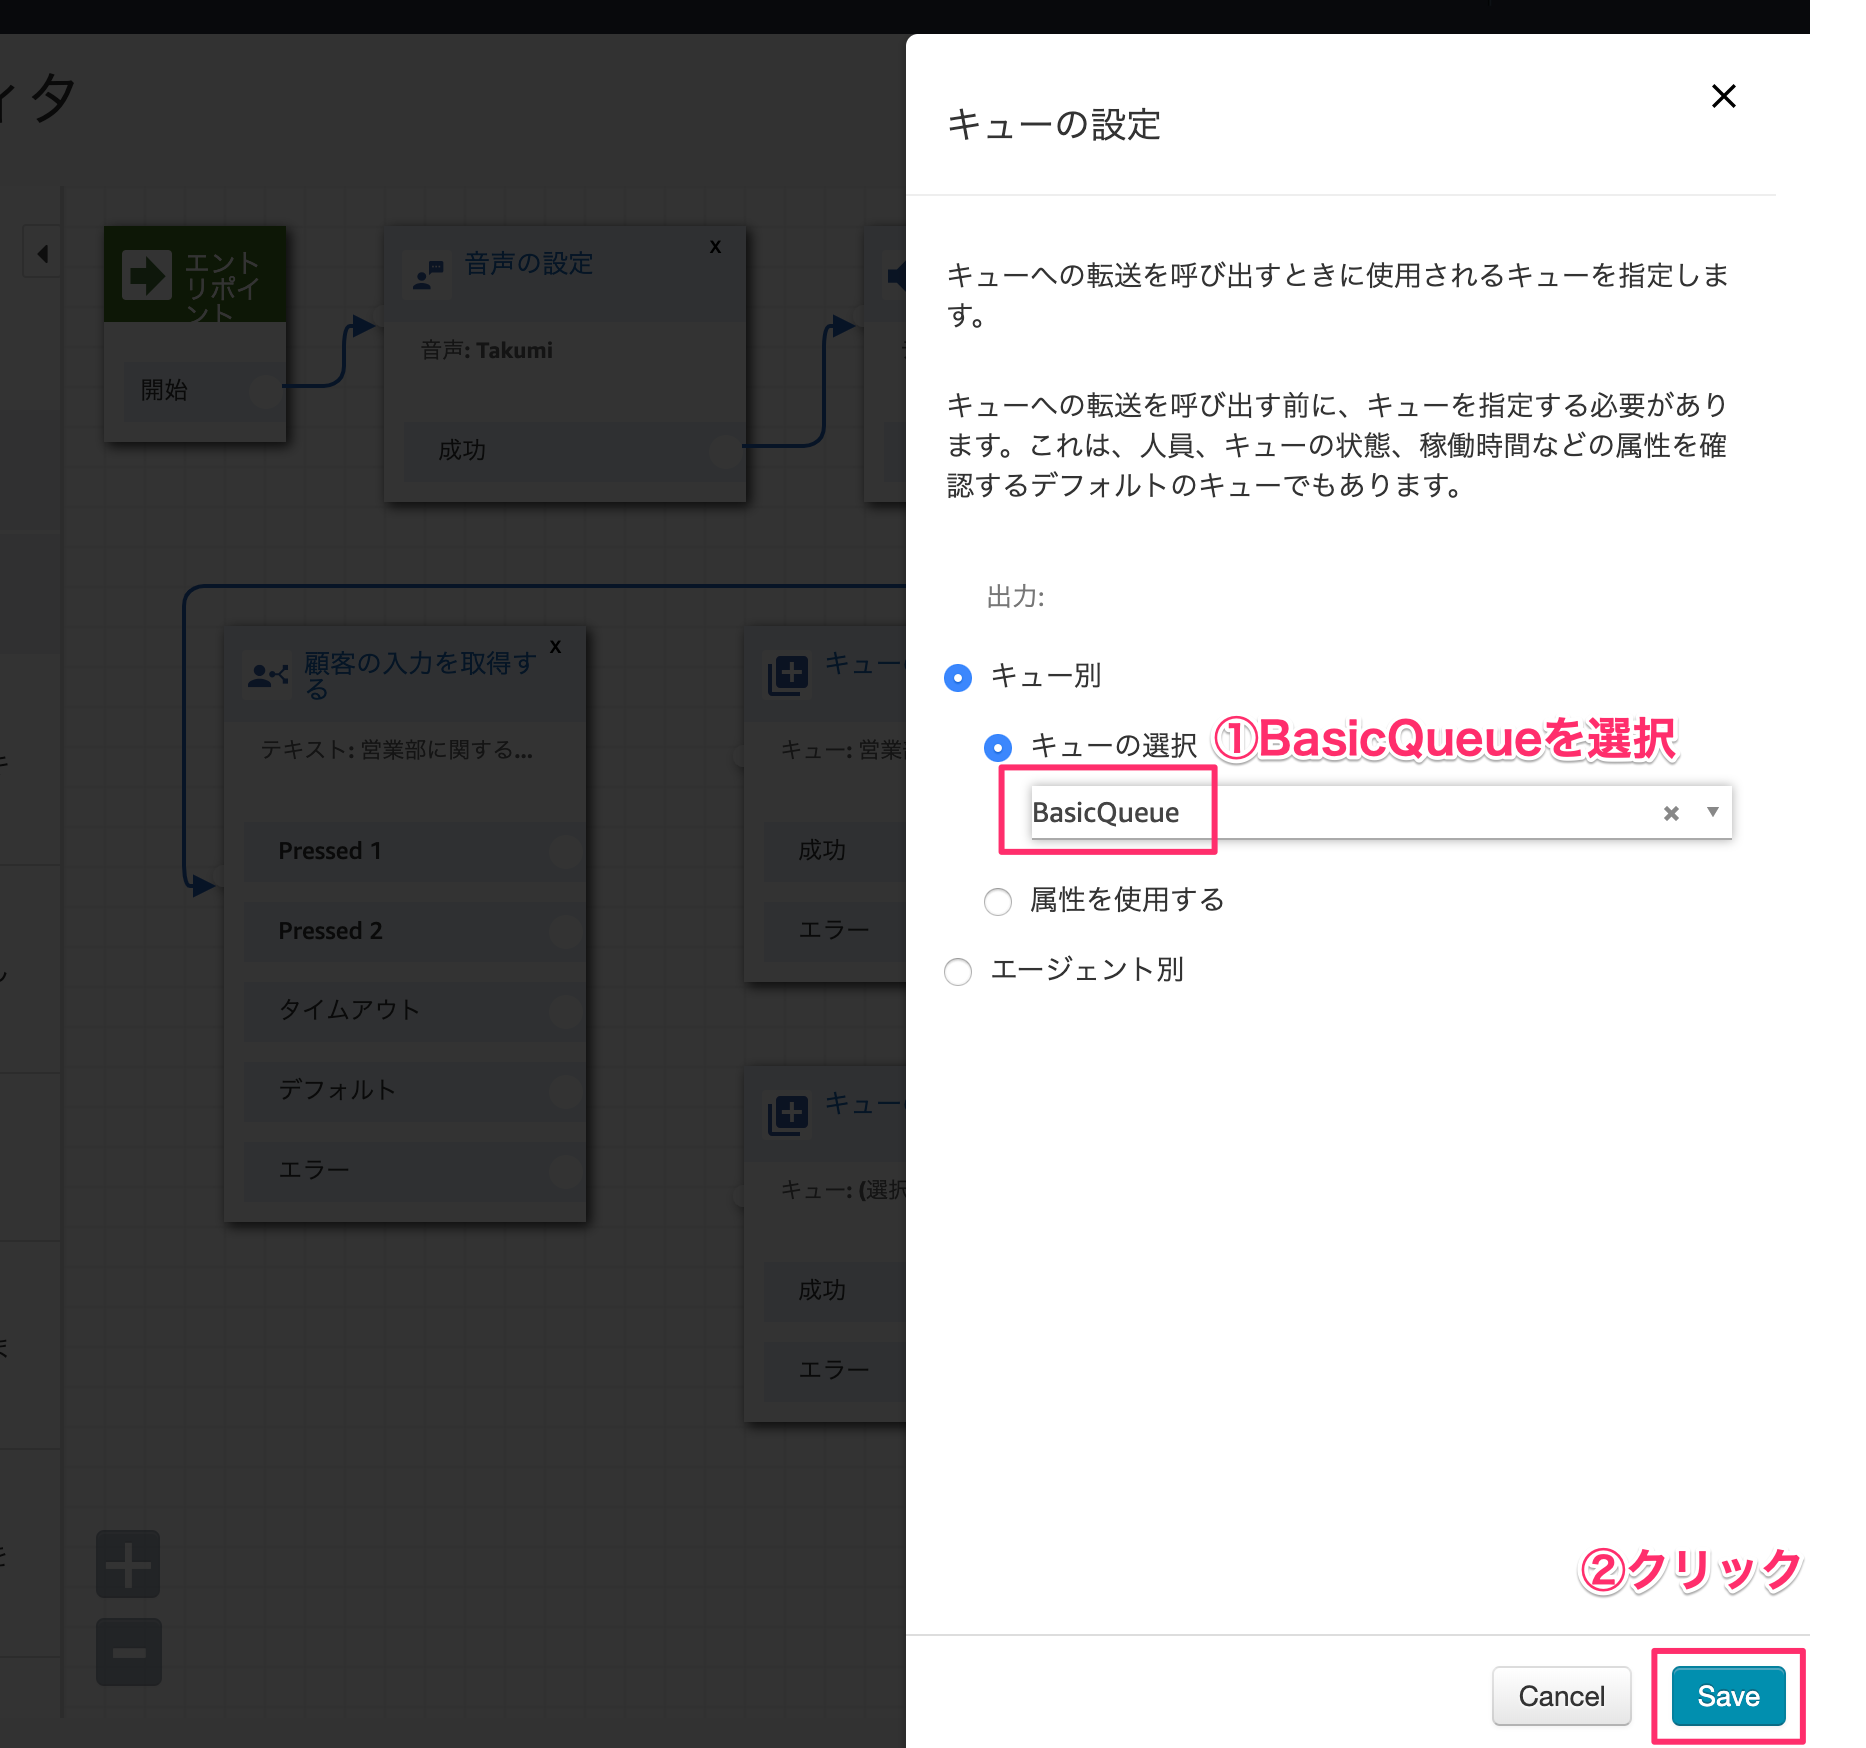 ィタ
エント
リポイ
ント
開始
音声の設定
x
音声: Takumi
成功
顧客の入力を取得す
る
x
テキスト: 営業部に関する...
Pressed 1
Pressed 2
タイムアウト
デフォルト
エラー
キュー
キュー: 営業
成功
エラー
キュー
キュー: (選択
成功
エラー
キューの設定
キューへの転送を呼び出すときに使用されるキューを指定しま
す。
キューへの転送を呼び出す前に、キューを指定する必要があり
ます。これは、人員、キューの状態、稼働時間などの属性を確
認するデフォルトのキューでもあります。
出力:
キュー別
キューの選択
①BasicQueueを選択
BasicQueue
属性を使用する
エージェント別
②クリック
Cancel
Save